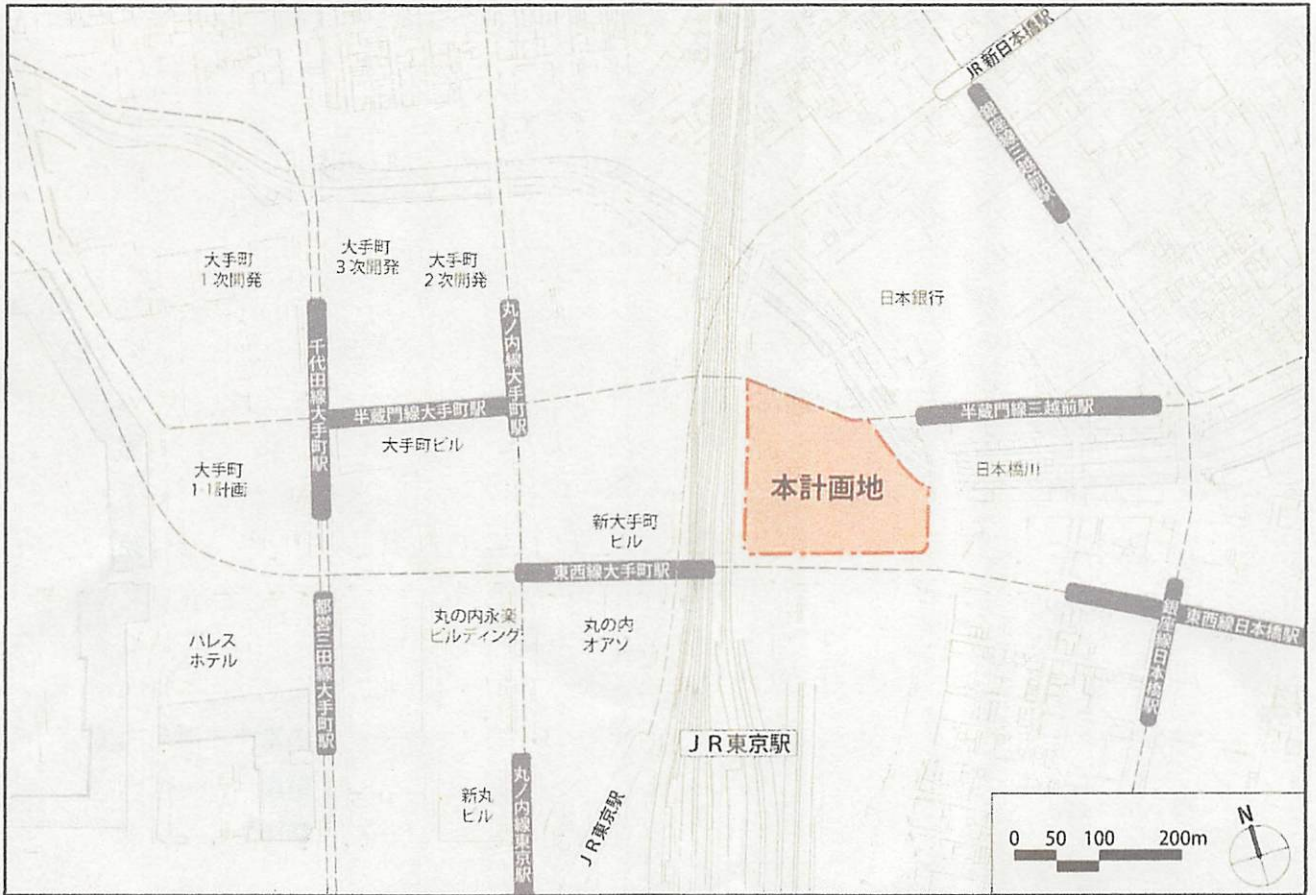 JR 新日本橋駅
銀座線三越前駅
大手町
1次開発
大手町
3次開発
大手町
2次開発
日本銀行
千代田線大手町駅
丸ノ内線大手町駅
半蔵門線大手町駅
半蔵門線三越前駅
大手町ビル
大手町
1-1計画
本計画地
日本橋川
新大手町
ビル
東西線大手町駅
都営三田線大手町駅
丸の内永楽
ビルディング
丸の内
オアゾ
パレス
ホテル
東西線日本橋駅
銀座線日本橋駅
JR東京駅
丸ノ内線東京駅
新丸
ビル
JR東京駅
0 50 100 200m
N